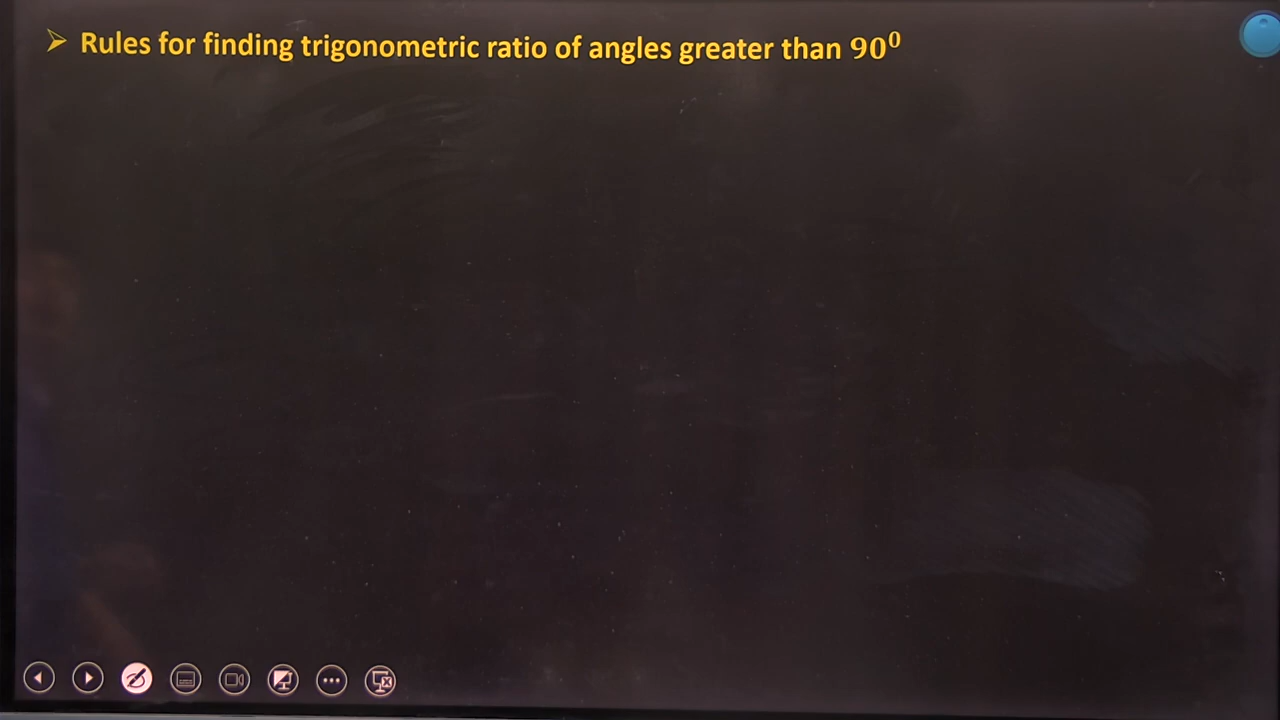 ➢ Rules for finding trigonometric ratio of angles greater than 90⁰